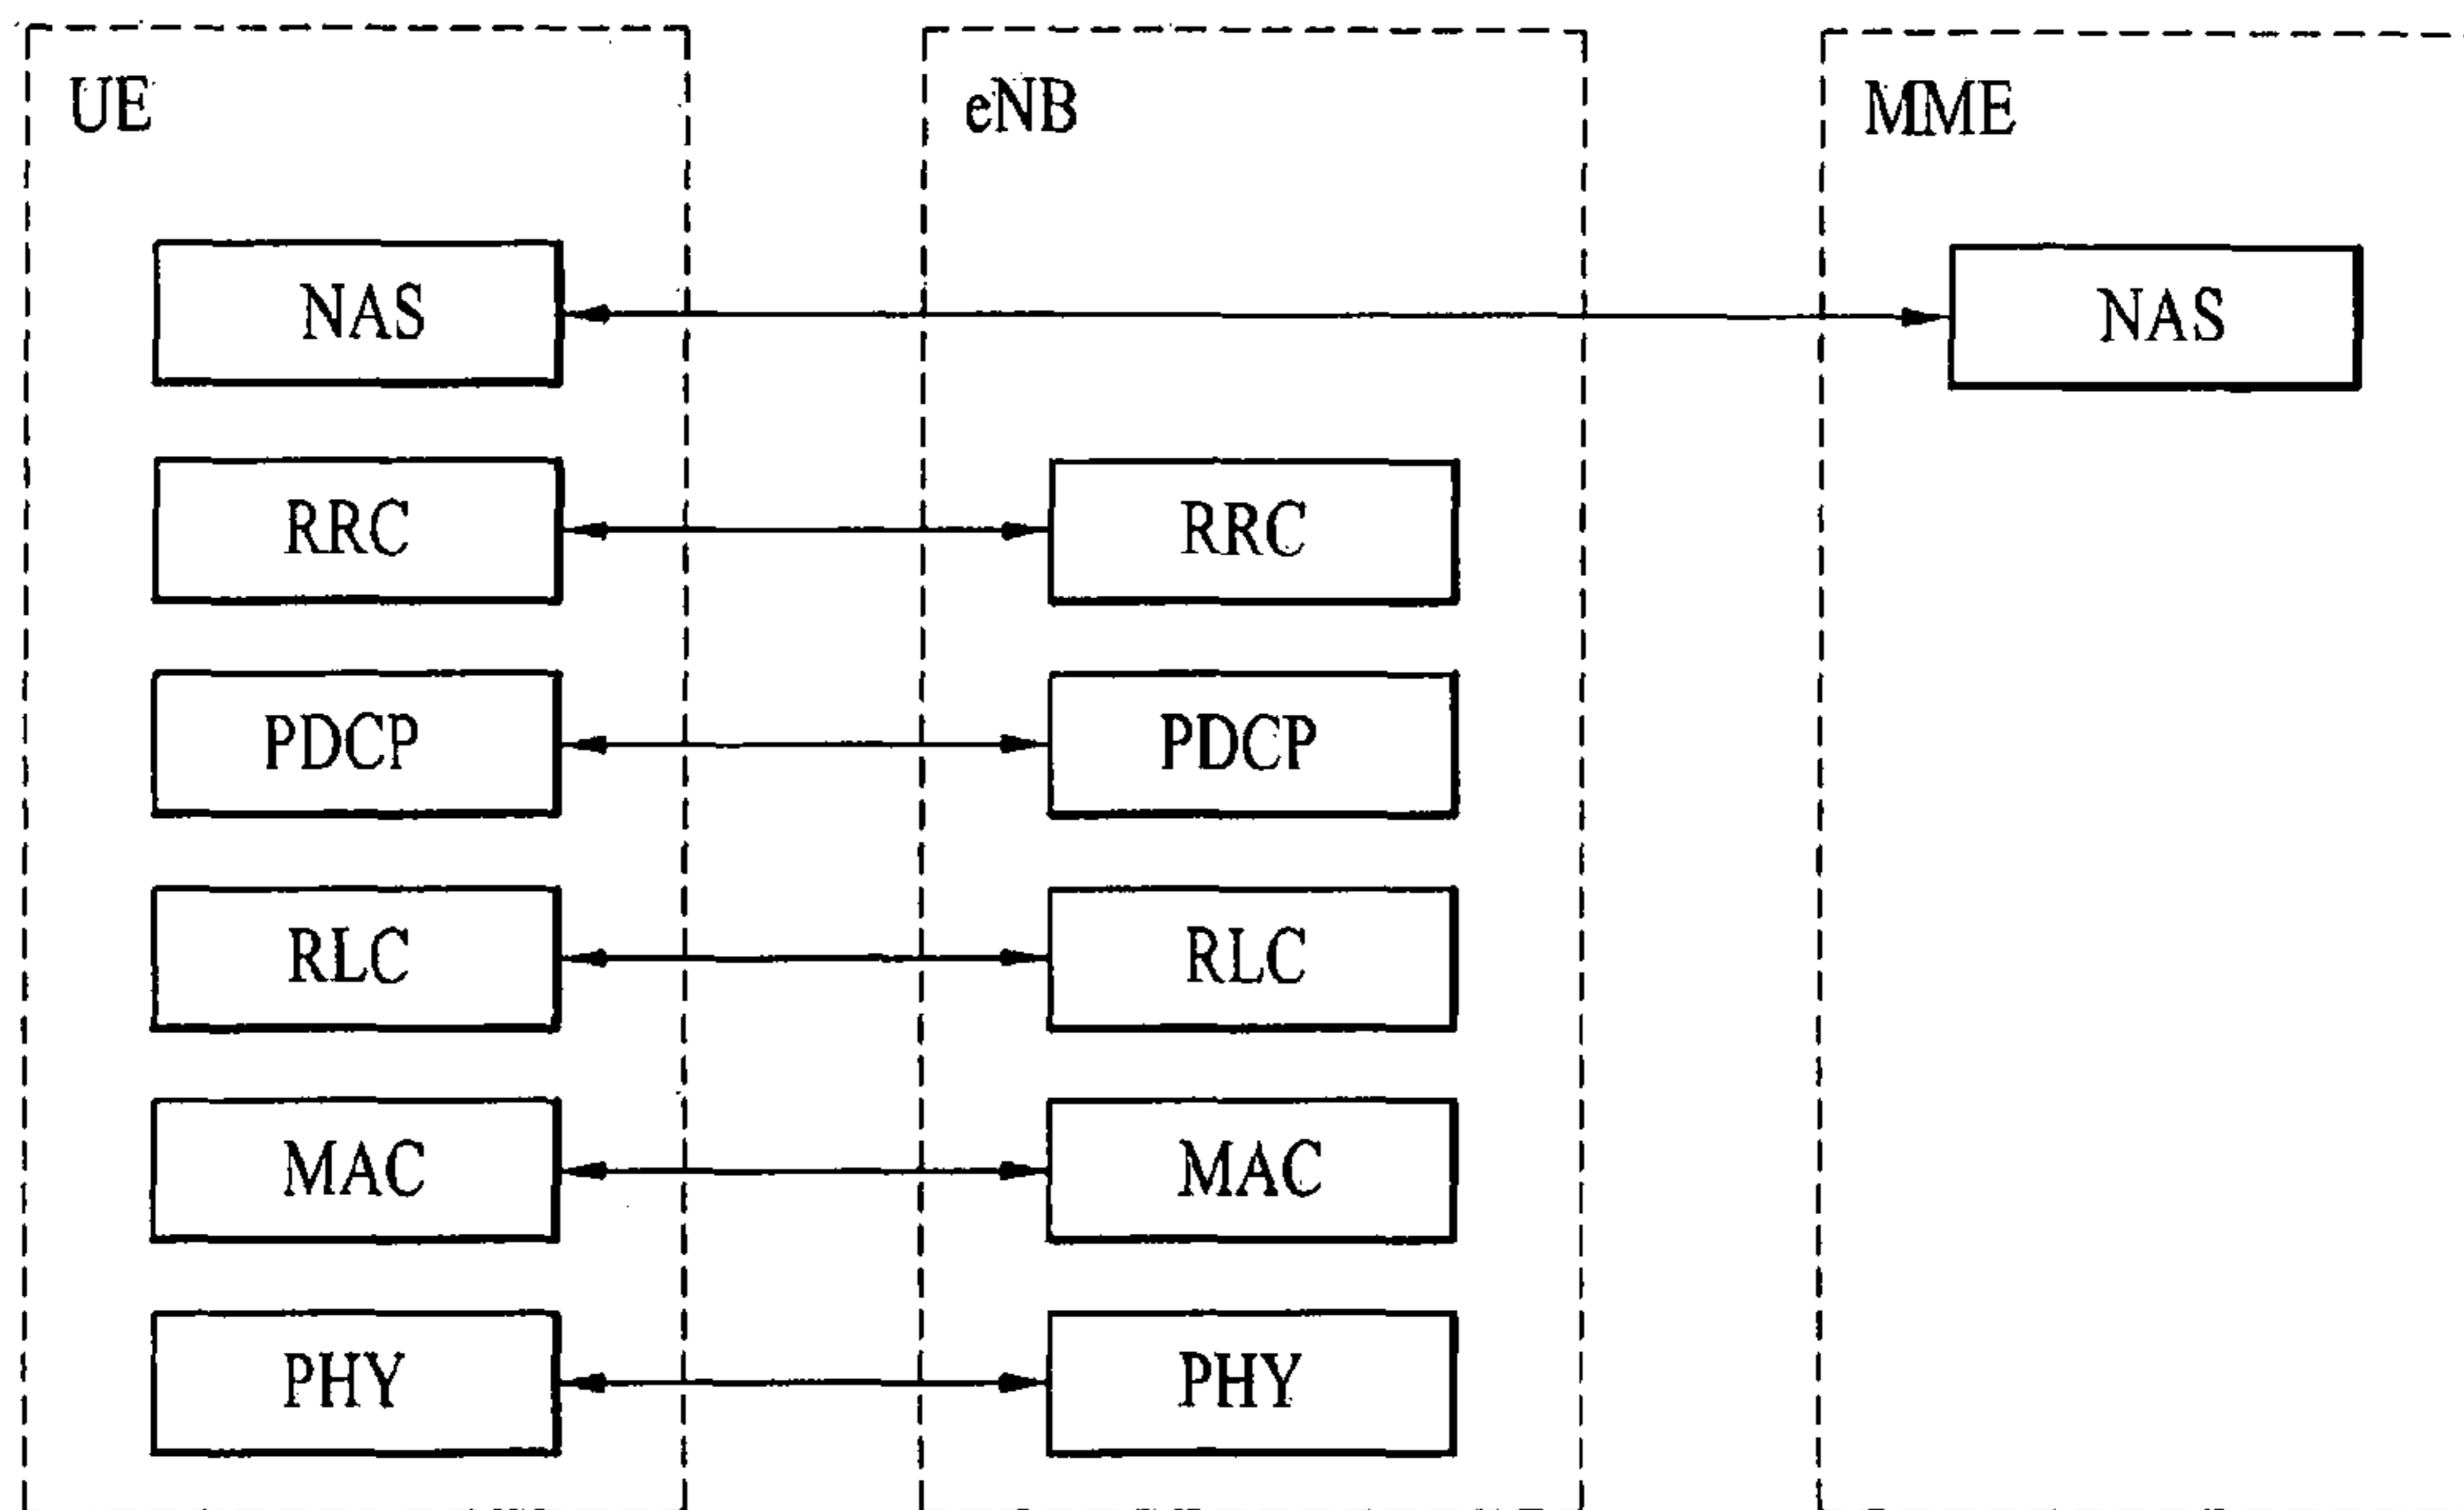 UE eNB MME
NAS NAS
RRC RRC
PDCP PDCP
RLC RLC
MAC MAC
PHY PHY